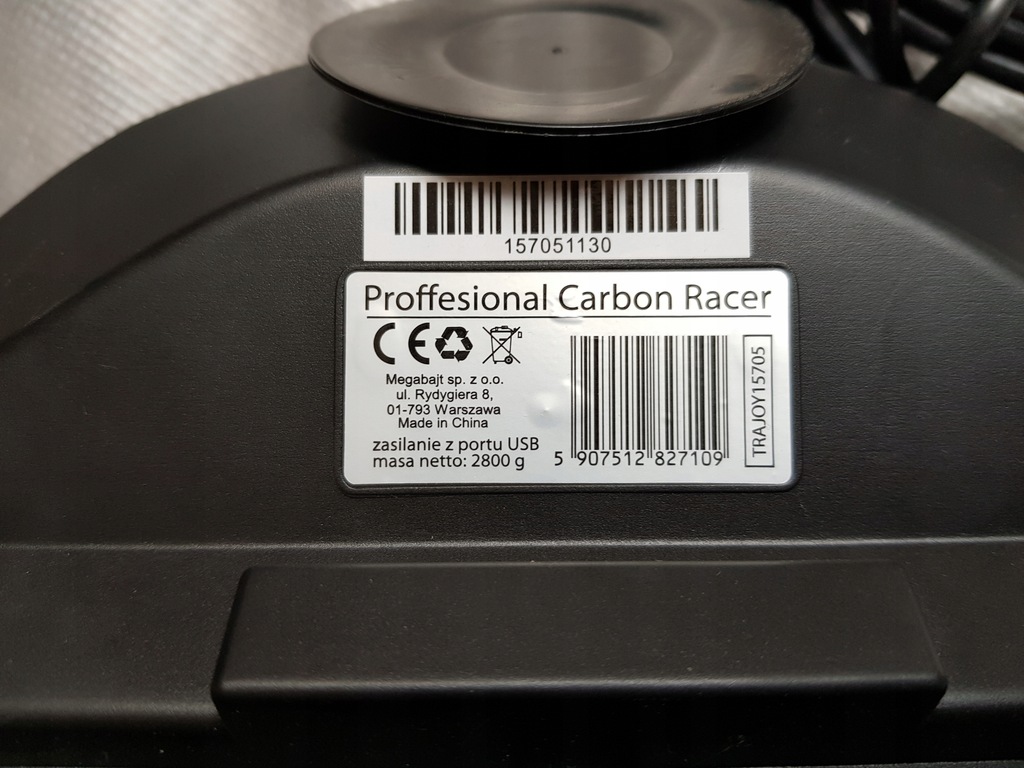 157051130
Proffesional Carbon Racer
CE
Megabajt sp. z o.o.
ul. Rydygiera 8,
01-793 Warszawa
Made in China
zasilanie z portu USB
masa netto: 2800 g
5 907512 827109
TRAJOY15705